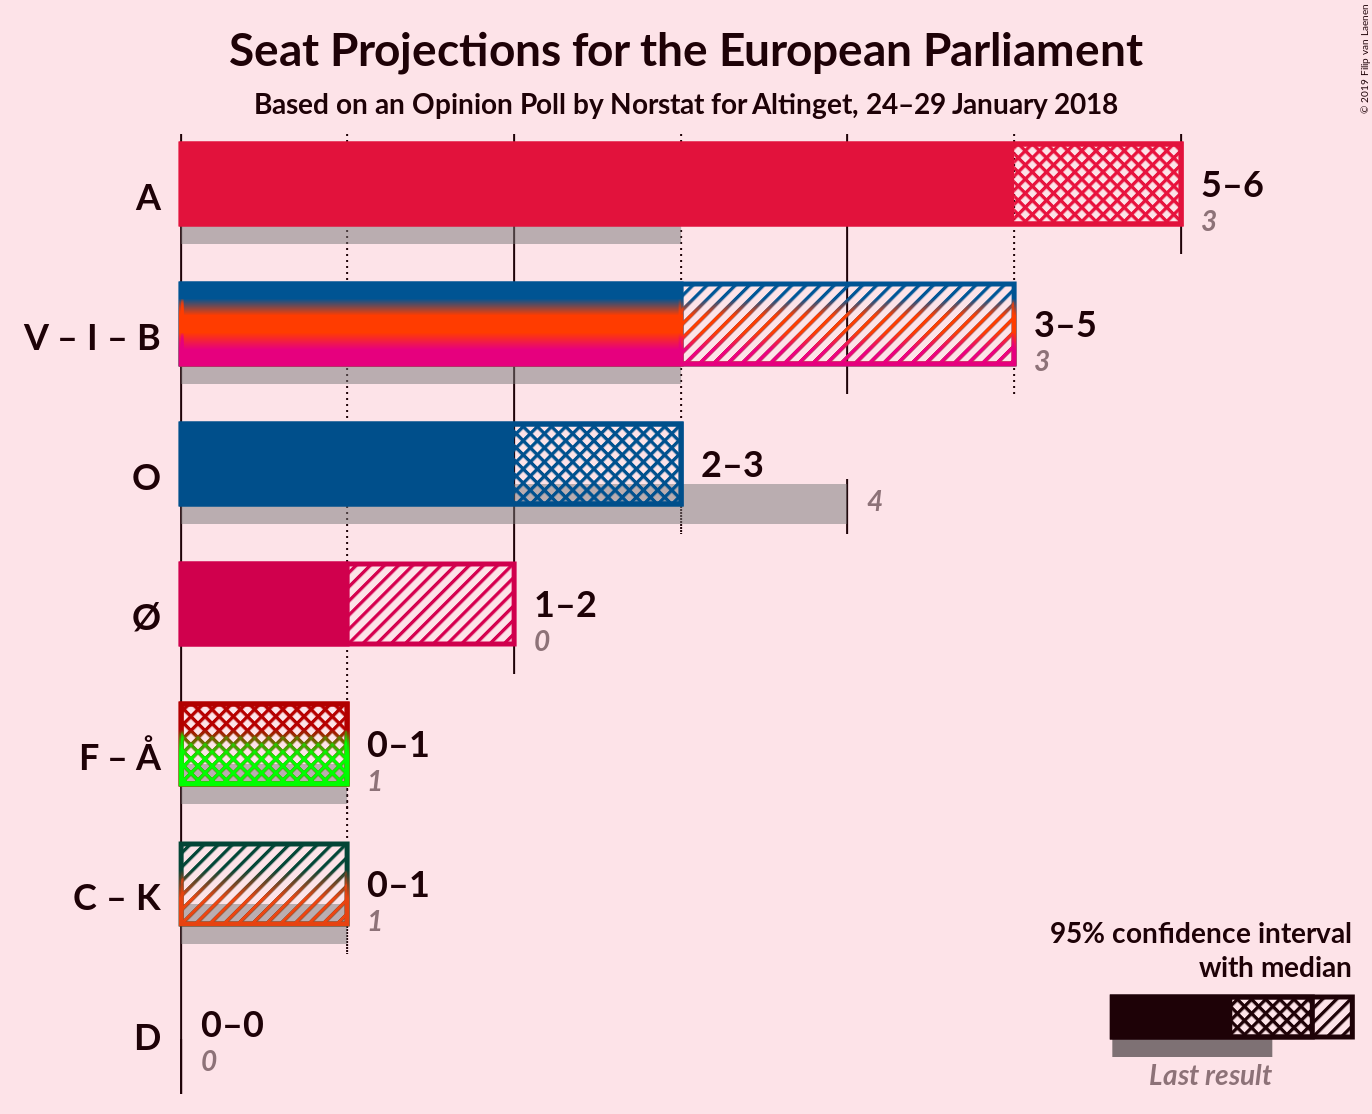 Seat Projections for the European Parliament
Based on an Opinion Poll by Norstat for Altinget, 24–29 January 2018
© 2019 Filip van Laenen
A
5–6
3
V – I – B
3–5
3
O
2–3
4
Ø
1–2
0
F – Å
0–1
1
C – K
0–1
1
D
0–0
0
95% confidence interval
with median
Last result